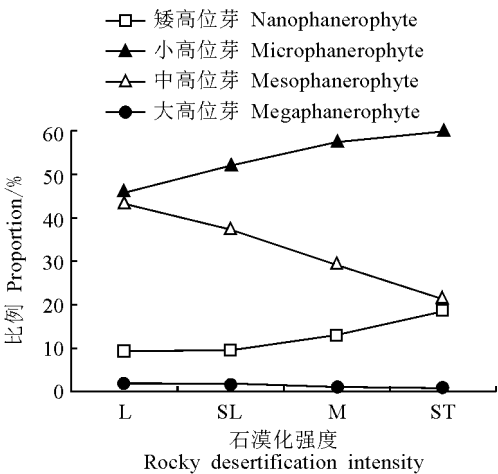 矮高位芽 Nanophanerophyte
小高位芽 Microphanerophyte
中高位芽 Mesophanerophyte
大高位芽 Megaphanerophyte
比例 Proportion/%
60
50
40
30
20
10
0
L SL M ST
石漠化强度
Rocky desertification intensity